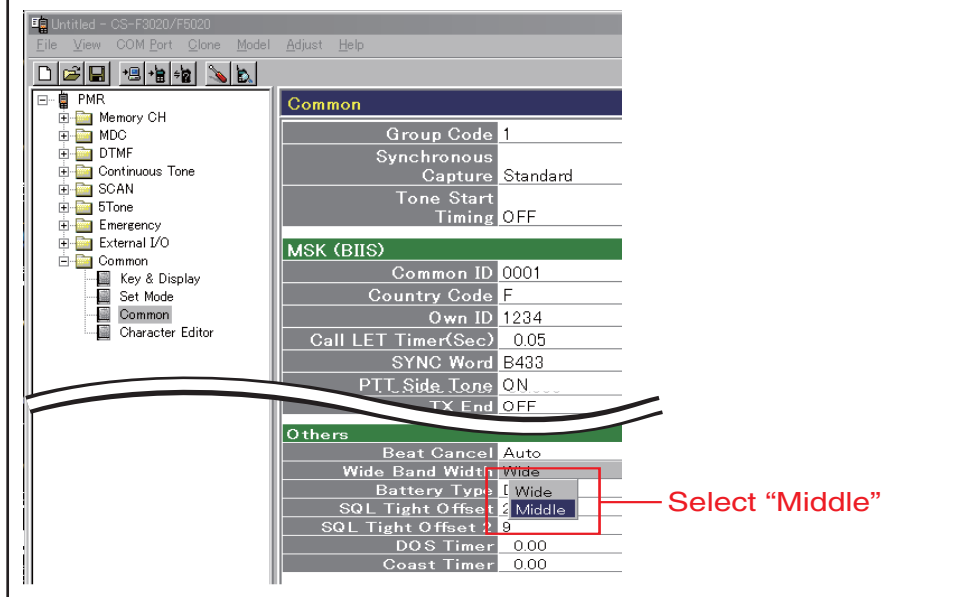 Untitled - CS-F3020/F5020
File View COM Port Clone Model Adjust Help
PMR
Memory CH
MDC
DTMF
Continuous Tone
SCAN
5Tone
Emergency
External I/O
Common
Key & Display
Set Mode
Common
Character Editor
Common
Group Code 1
Synchronous
Capture Standard
Tone Start
Timing OFF
MSK (BIIS)
Common ID 0001
Country Code F
Own ID 1234
Call LET Timer(Sec) 0.05
SYNC Word B433
PTT Side Tone ON
TX End OFF
Others
Beat Cancel Auto
Wide Band Width Wide
Battery Type
Wide
SQL Tight Offset 2
Middle
SQL Tight Offset 2 9
DOS Timer 0.00
Coast Timer 0.00
Select “Middle”